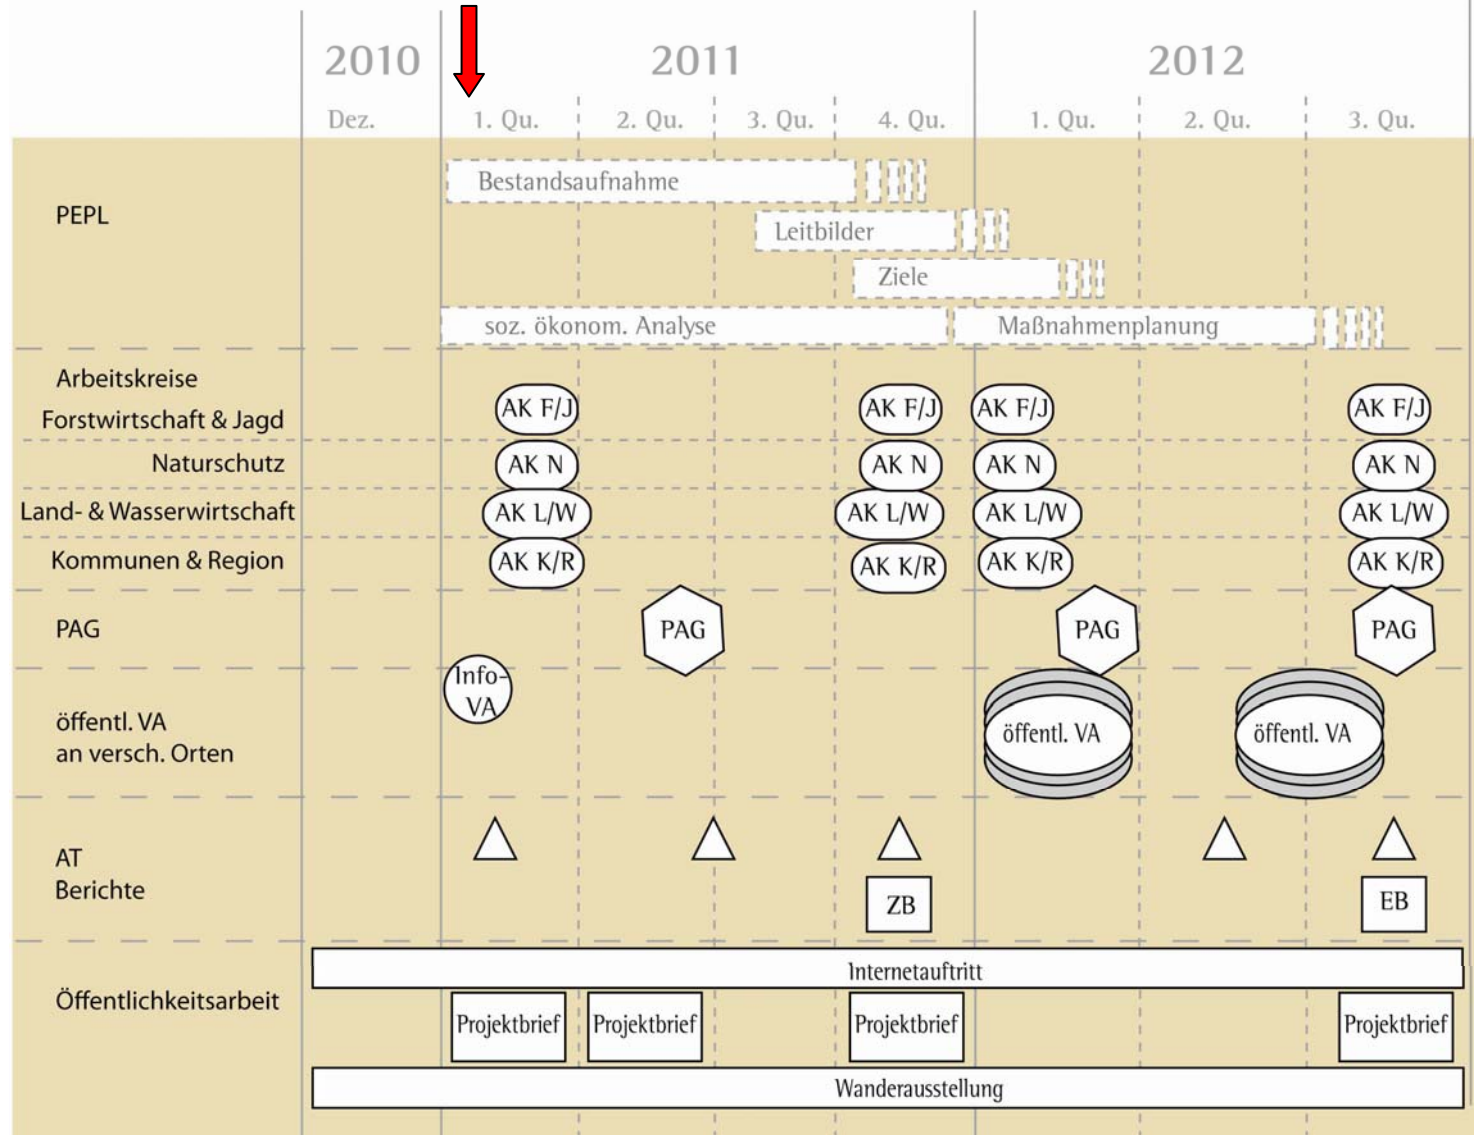 2010 2011 2012
Dez. 1. Qu. 2. Qu. 3. Qu. 4. Qu. 1. Qu. 2. Qu. 3. Qu.
PEPL
Bestandsaufnahme
Leitbilder
Ziele
soz. ökonom. Analyse Maßnahmenplanung
Arbeitskreise
Forstwirtschaft & Jagd AK F/J AK F/J AK F/J AK F/J
Naturschutz AK N AK N AK N AK N
Land- & Wasserwirtschaft AK L/W AK L/W AK L/W AK L/W
Kommunen & Region AK K/R AK K/R AK K/R AK K/R
PAG PAG PAG PAG
Info-
VA
öffentl. VA
an versch. Orten
öffentl. VA öffentl. VA
AT
Berichte
ZB EB
Öffentlichkeitsarbeit
Internetauftritt
Projektbrief Projektbrief Projektbrief Projektbrief
Wanderausstellung